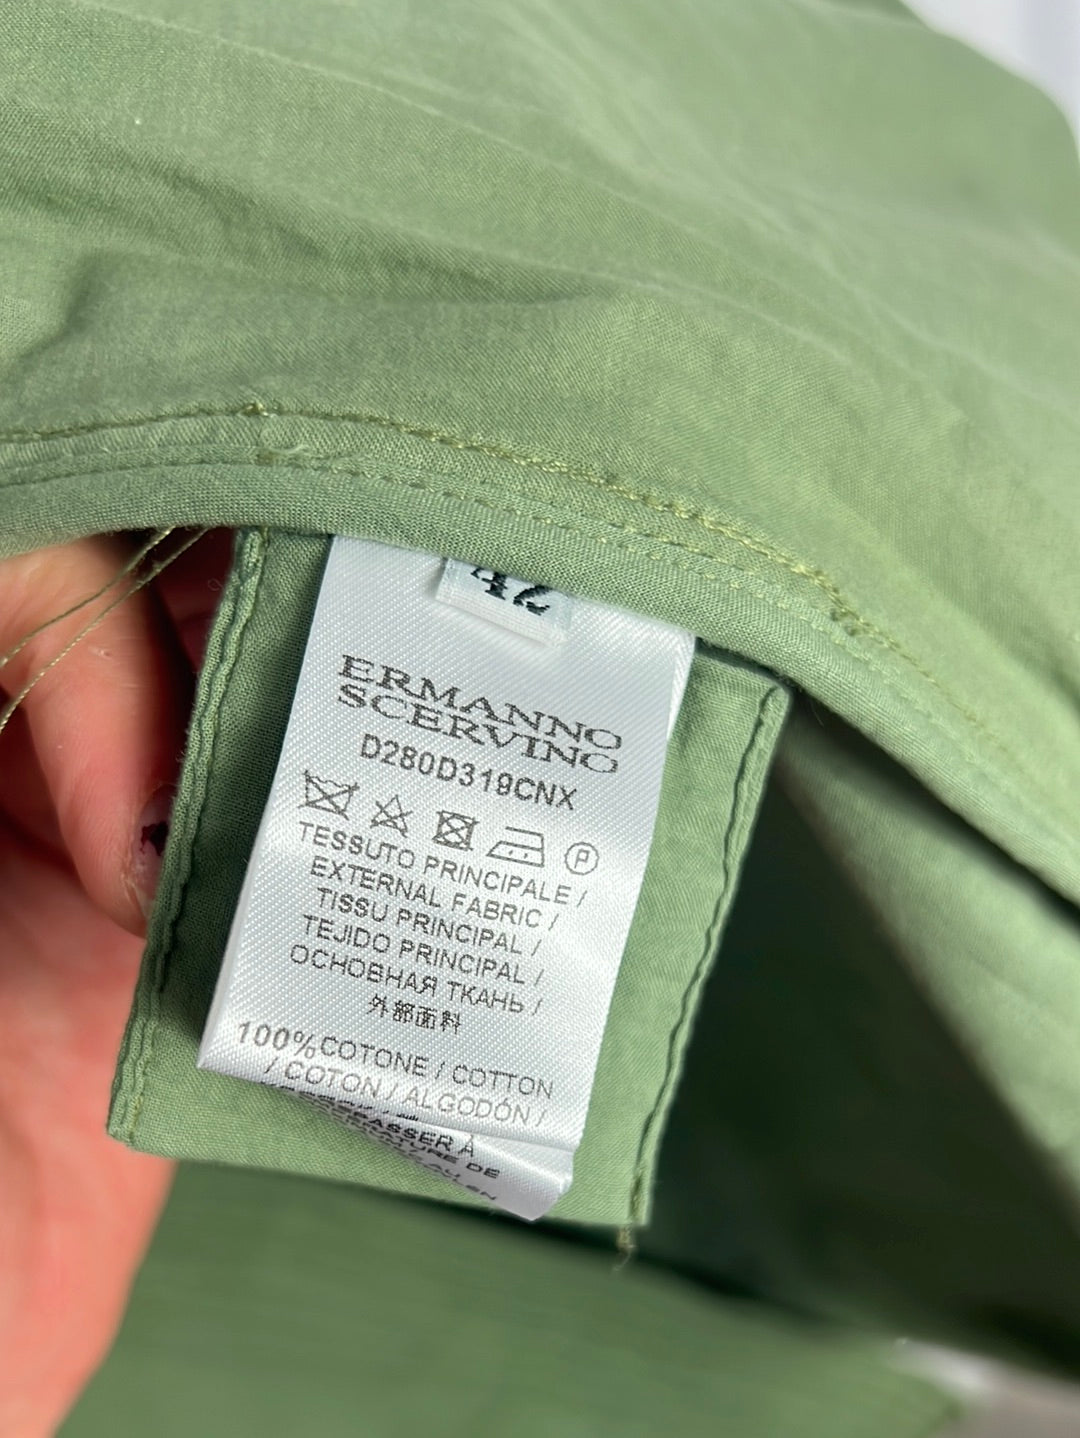 42
ERMANNO
SCERVINO
D280D319CNX
P
TESSUTO PRINCIPALE /
EXTERNAL FABRIC /
TISSU PRINCIPAL /
TEJIDO PRINCIPAL /
ОСНОВНАЯ ТКАНЬ /
外部面料
100%COTONE / COTTON
/ COTON / ALGODÓN /
À
DE